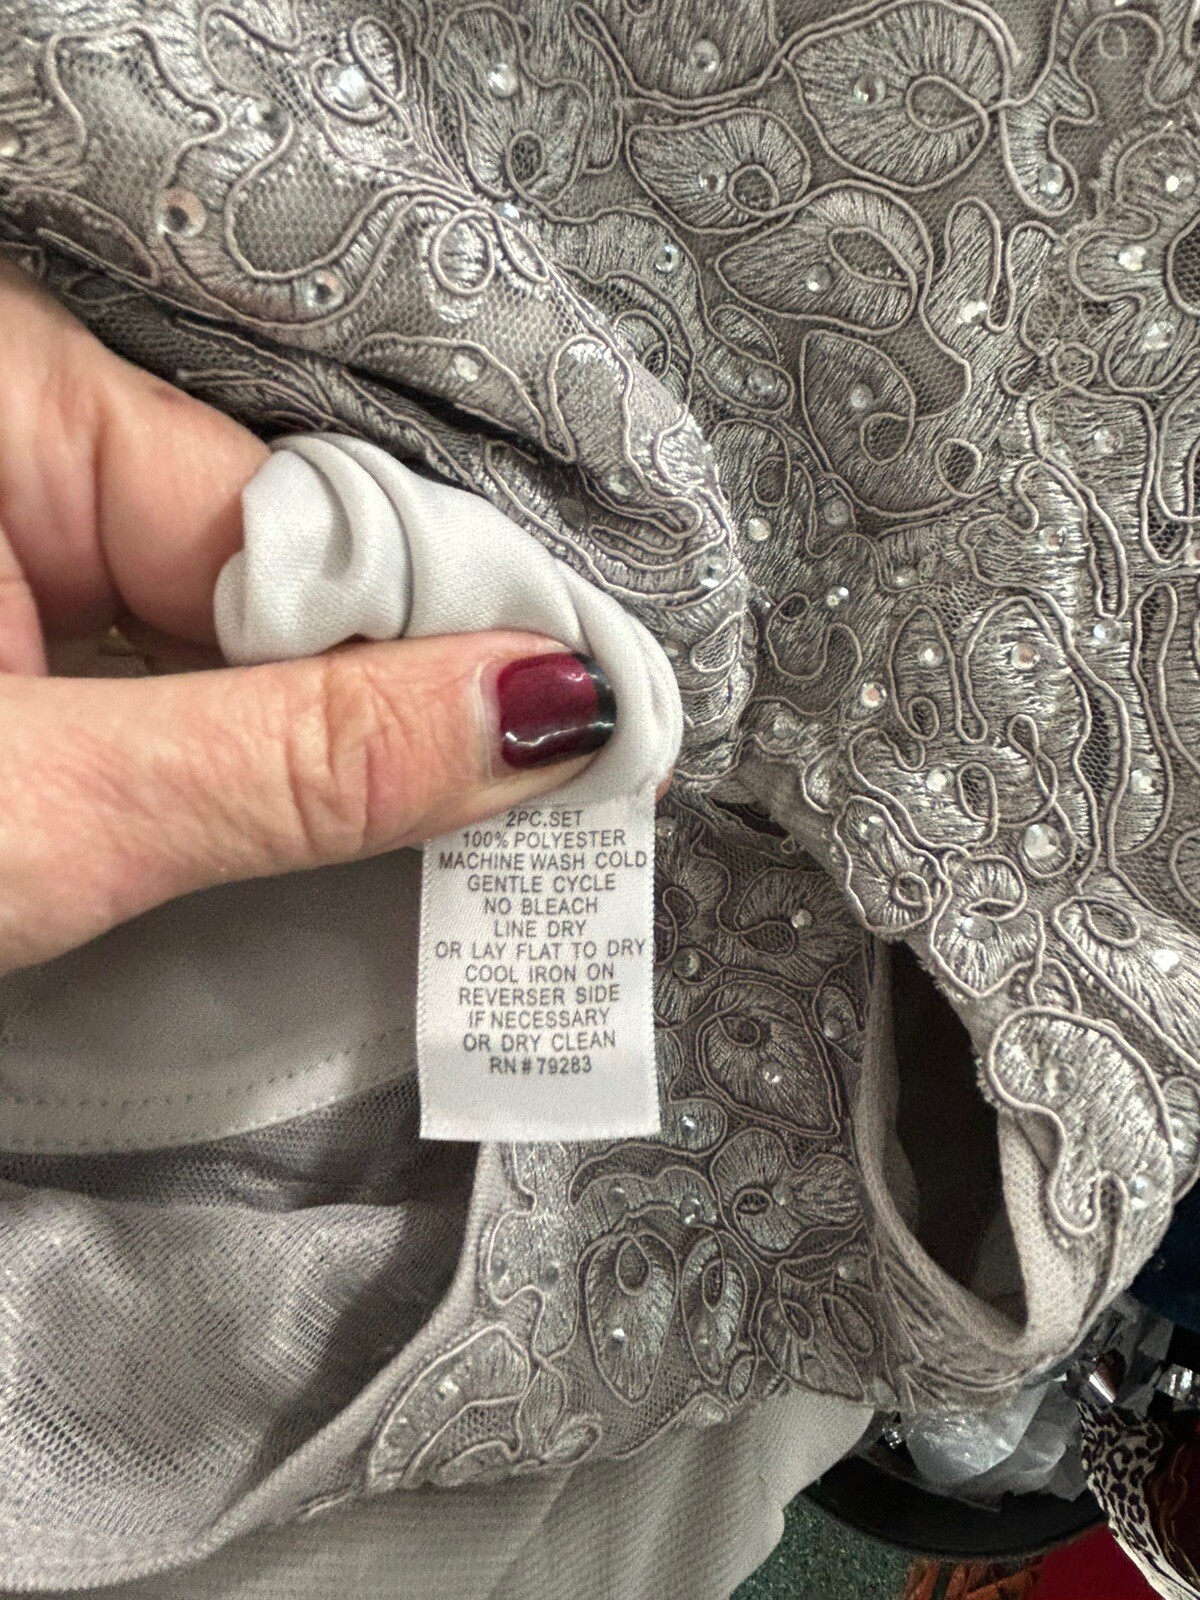 2PC.SET
100% POLYESTER
MACHINE WASH COLD
GENTLE CYCLE
NO BLEACH
LINE DRY
OR LAY FLAT TO DRY
COOL IRON ON
REVERSER SIDE
IF NECESSARY
OR DRY CLEAN
RN # 79283